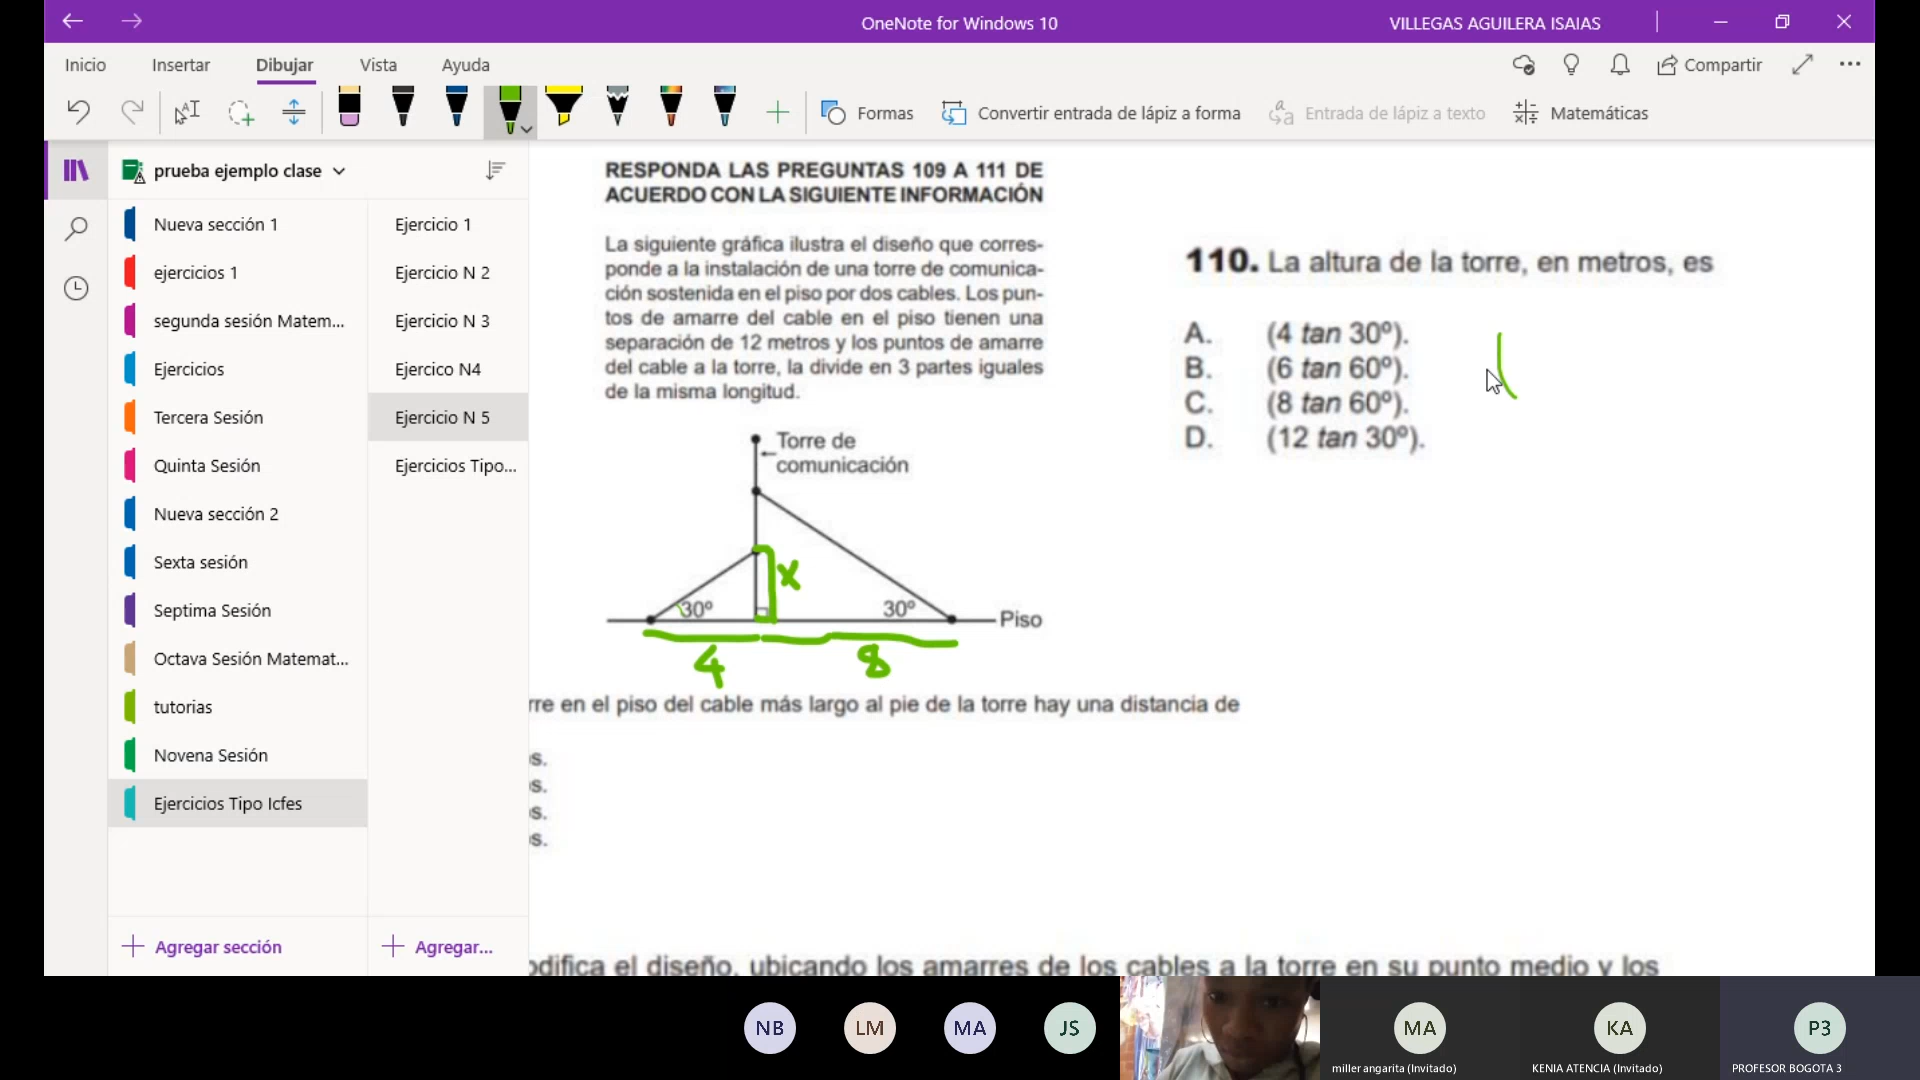 OneNote for Windows 10
VILLEGAS AGUILERA ISAIAS
Inicio
Insertar
Dibujar
Vista
Ayuda
Compartir
Formas
Convertir entrada de lápiz a forma
Entrada de lápiz a texto
Matemáticas
prueba ejemplo clase
Nueva sección 1
ejercicios 1
segunda sesión Matem...
Ejercicios
Tercera Sesión
Quinta Sesión
Nueva sección 2
Sexta sesión
Septima Sesión
Octava Sesión Matemat...
tutorias
Novena Sesión
Ejercicios Tipo Icfes
Agregar sección
Ejercicio 1
Ejercicio N 2
Ejercicio N 3
Ejercico N4
Ejercicio N 5
Ejercicios Tipo...
Agregar...
RESPONDA LAS PREGUNTAS 109 A 111 DE
ACUERDO CON LA SIGUIENTE INFORMACIÓN
La siguiente gráfica ilustra el diseño que corres-
ponde a la instalación de una torre de comunica-
ción sostenida en el piso por dos cables. Los pun-
tos de amarre del cable en el piso tienen una
separación de 12 metros y los puntos de amarre
del cable a la torre, la divide en 3 partes iguales
de la misma longitud.
Torre de
comunicación
x
30º
30º
Piso
4
8
rre en el piso del cable más largo al pie de la torre hay una distancia de
s.
s.
s.
s.
110. La altura de la torre, en metros, es
A. (4 tan 30º).
B. (6 tan 60º).
C. (8 tan 60º).
D. (12 tan 30º).
odifica el diseño, ubicando los amarres de los cables a la torre en su punto medio y los
NB
LM
MA
JS
MA
miller angarita (Invitado)
KA
KENIA ATENCIA (Invitado)
P3
PROFESOR BOGOTA 3